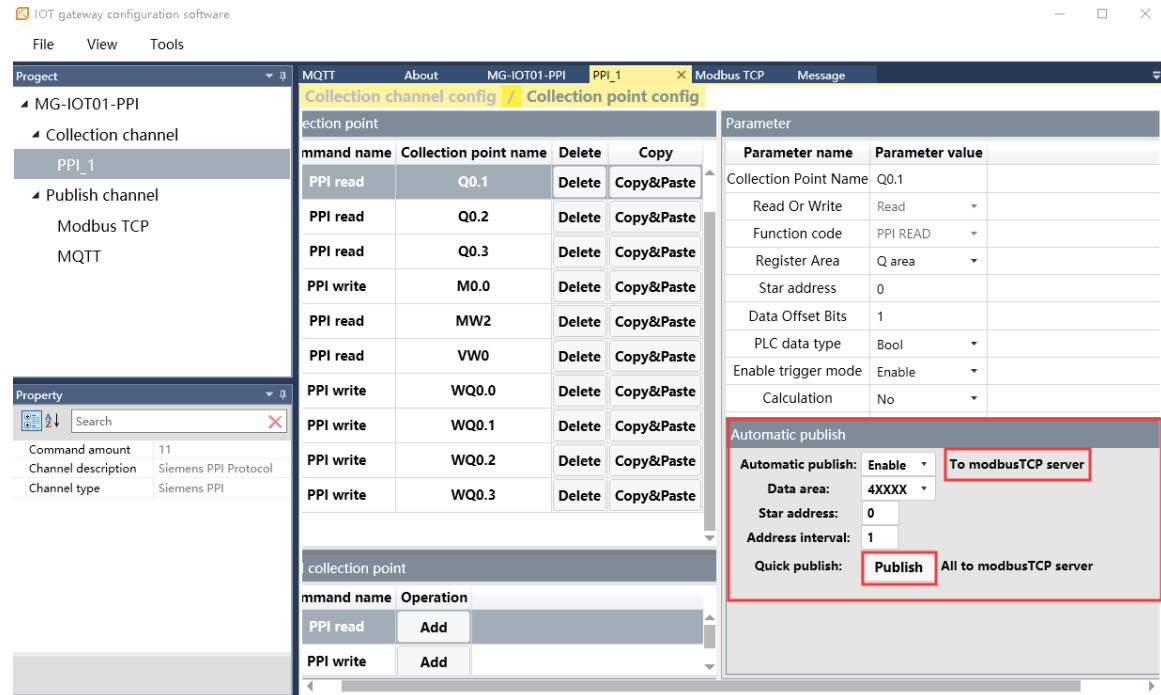 IOT gateway configuration software
File View Tools
Progect
MG-IOT01-PPI
Collection channel
PPI_1
Publish channel
Modbus TCP
MQTT
Property
Search
Command amount 11
Channel description Siemens PPI Protocol
Channel type Siemens PPI
MQTT About MG-IOT01-PPI PPI_1 Modbus TCP Message
Collection channel config / Collection point config
ection point
mmand name Collection point name Delete Copy
PPI read Q0.1 Delete Copy&Paste
PPI read Q0.2 Delete Copy&Paste
PPI read Q0.3 Delete Copy&Paste
PPI write M0.0 Delete Copy&Paste
PPI read MW2 Delete Copy&Paste
PPI read VW0 Delete Copy&Paste
PPI write WQ0.0 Delete Copy&Paste
PPI write WQ0.1 Delete Copy&Paste
PPI write WQ0.2 Delete Copy&Paste
PPI write WQ0.3 Delete Copy&Paste
collection point
mmand name Operation
PPI read Add
PPI write Add
Parameter
Parameter name Parameter value
Collection Point Name Q0.1
Read Or Write Read
Function code PPI READ
Register Area Q area
Star address 0
Data Offset Bits 1
PLC data type Bool
Enable trigger mode Enable
Calculation No
Automatic publish
Automatic publish: Enable To modbusTCP server
Data area: 4XXXX
Star address: 0
Address interval: 1
Quick publish: Publish All to modbusTCP server